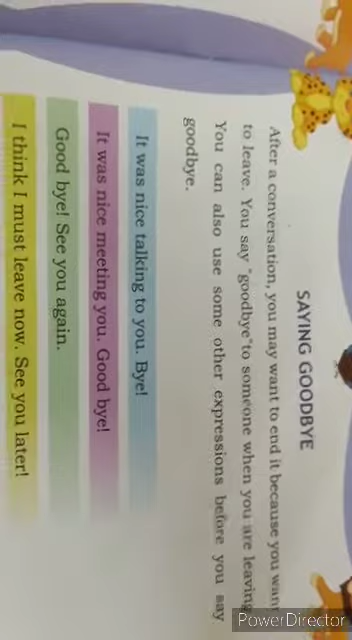 SAYING GOODBYE
After a conversation, you may want to end it because you want
to leave. You say "goodbye"to someone when you are leaving
You can also use some other expressions before you say
goodbye.
It was nice talking to you. Bye!
It was nice meeting you. Good bye!
Good bye! See you again.
I think I must leave now. See you later!
PowerDirector